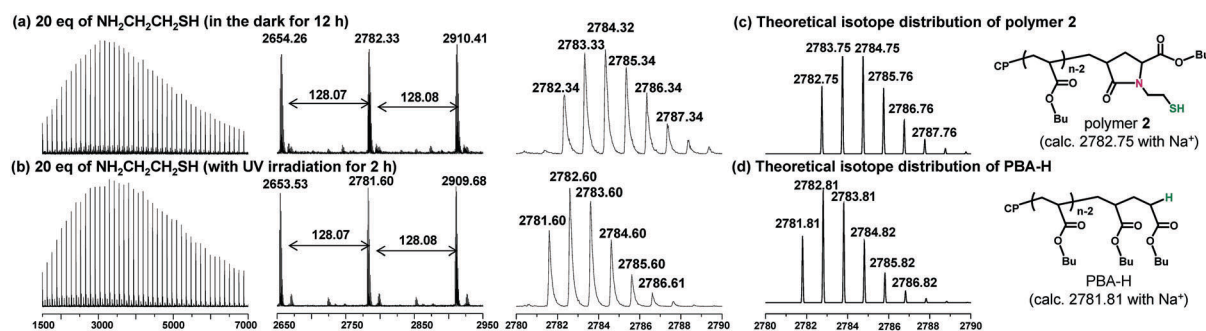 (a) 20 eq of NH₂CH₂CH₂SH (in the dark for 12 h)
2654.26
2782.33
2910.41
128.07
128.08
2782.34
2783.33
2784.32
2785.34
2786.34
2787.34
(b) 20 eq of NH₂CH₂CH₂SH (with UV irradiation for 2 h)
2653.53
2781.60
2909.68
128.07
128.08
1500
3000
4000
5000
6000
7000
2650
2750
2850
2950
2781.60
2782.60
2783.60
2784.60
2785.60
2786.61
2780
2782
2784
2786
2788
2790
(c) Theoretical isotope distribution of polymer 2
2782.75
2783.75
2784.75
2785.76
2786.76
2787.76
CP
n-2
O
O
Bu
O
N
O
O
Bu
SH
polymer 2
(calc. 2782.75 with Na⁺)
(d) Theoretical isotope distribution of PBA-H
2781.81
2782.81
2783.81
2784.82
2785.82
2786.82
2780
2782
2784
2786
2788
2790
CP
n-2
H
O
O
Bu
O
O
Bu
O
O
Bu
PBA-H
(calc. 2781.81 with Na⁺)